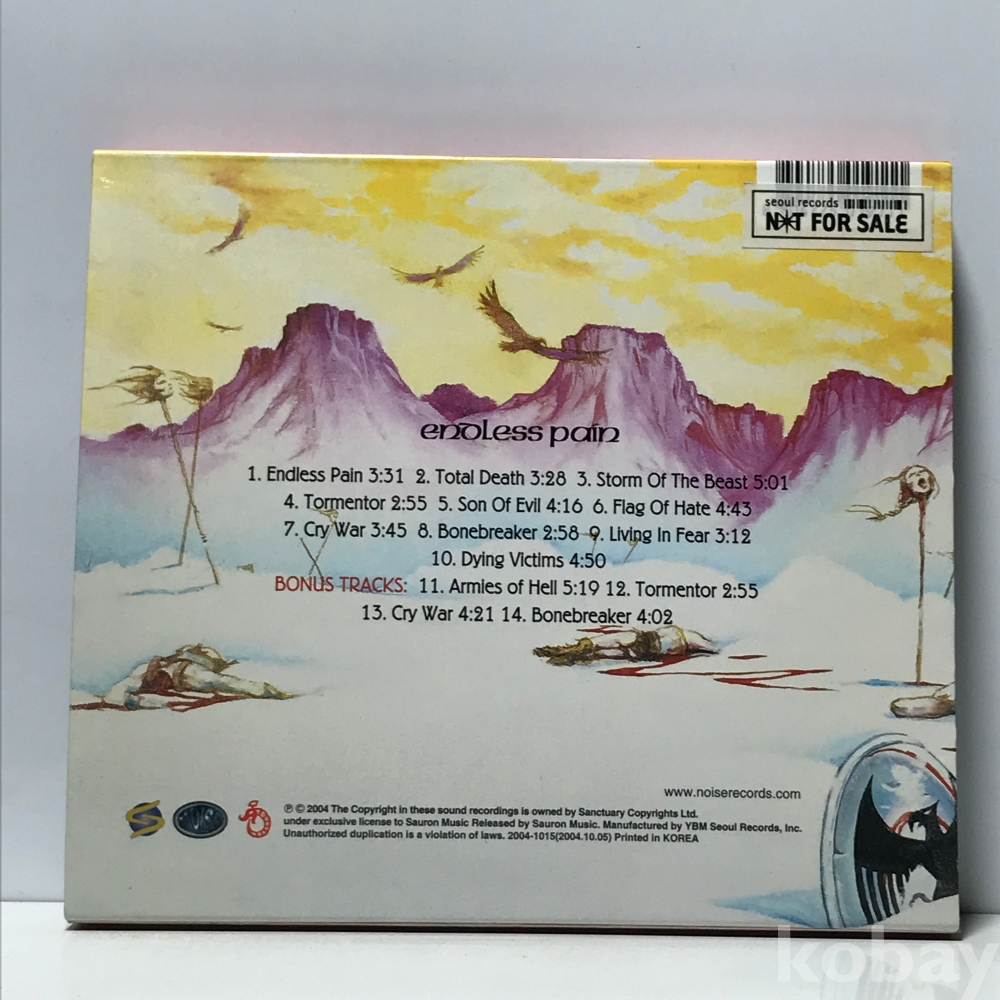 seoul records
NOT FOR SALE
endless pain
1. Endless Pain 3:31 2. Total Death 3:28 3. Storm Of The Beast 5:01
4. Tormentor 2:55 5. Son Of Evil 4:16 6. Flag Of Hate 4:43
7. Cry War 3:45 8. Bonebreaker 2:58 9. Living In Fear 3:12
10. Dying Victims 4:50
BONUS TRACKS: 11. Armies of Hell 5:19 12. Tormentor 2:55
13. Cry War 4:21 14. Bonebreaker 4:02
www.noiserecords.com
℗ © 2004 The Copyright in these sound recordings is owned by Sanctuary Copyrights Ltd.
under exclusive license to Sauron Music Released by Sauron Music. Manufactured by YBM Seoul Records, Inc.
Unauthorized duplication is a violation of laws. 2004-1015(2004.10.05) Printed in KOREA
kobay